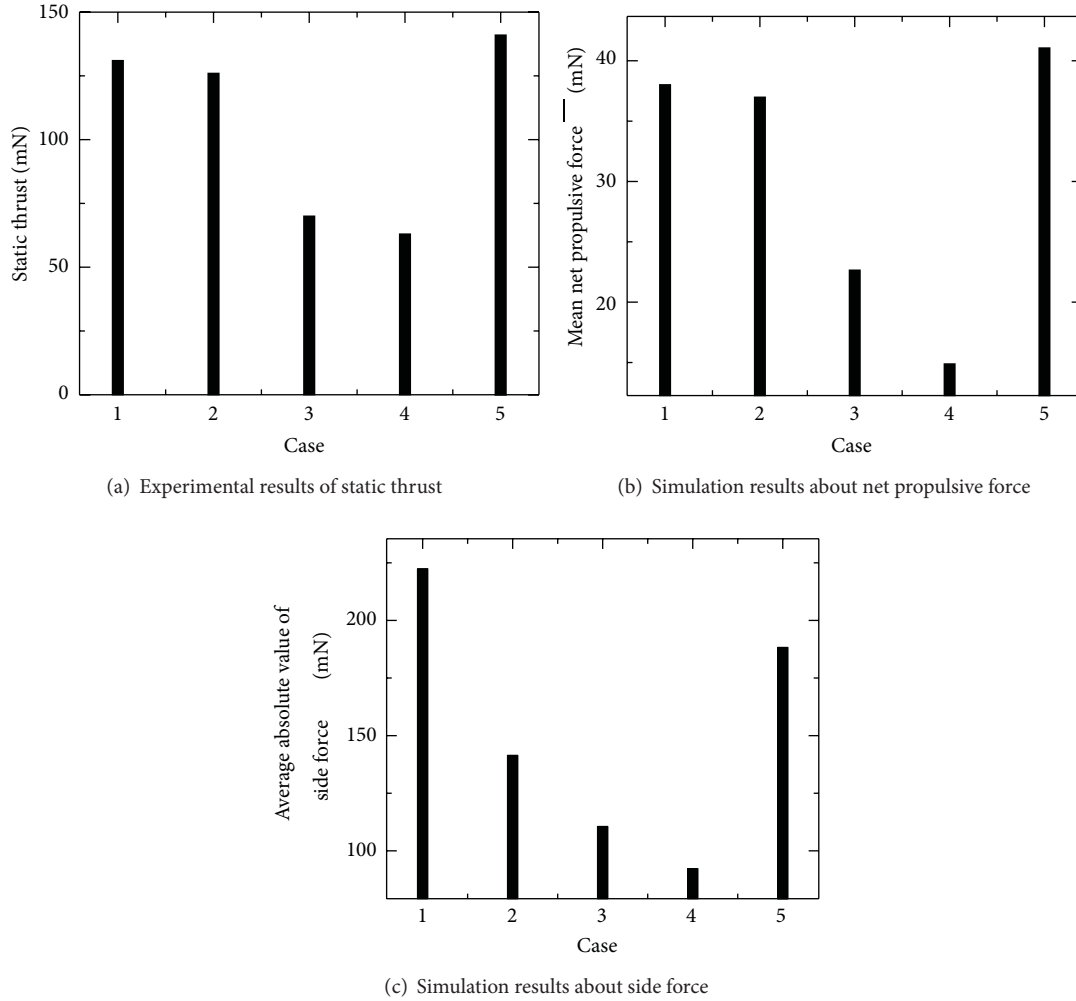 150
100
50
0
Static thrust (mN)
1 2 3 4 5
Case
(a) Experimental results of static thrust
40
30
20
Mean net propulsive force (mN)
1 2 3 4 5
Case
(b) Simulation results about net propulsive force
200
150
100
Average absolute value of
side force (mN)
1 2 3 4 5
Case
(c) Simulation results about side force